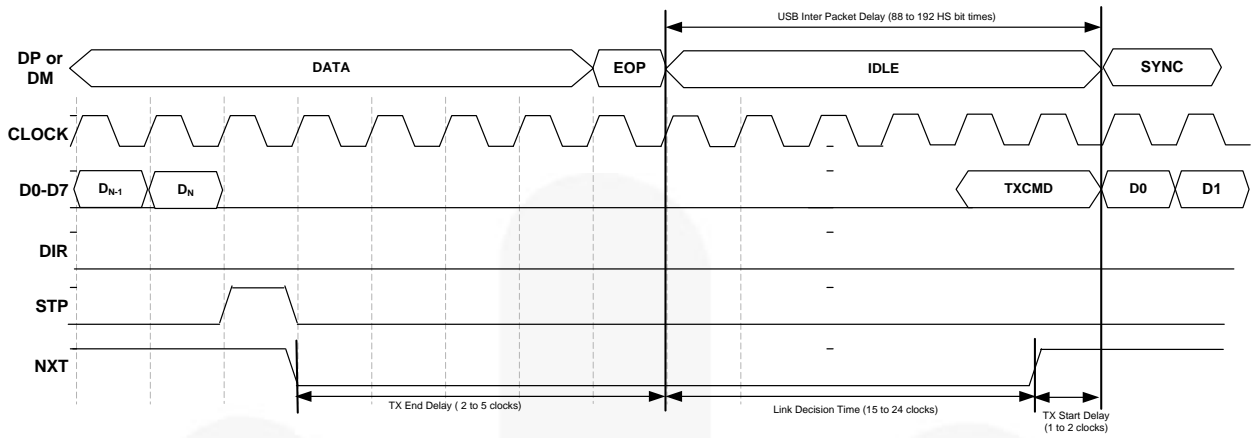 USB Inter Packet Delay (88 to 192 HS bit times)
DP or
DM
DATA
EOP
IDLE
SYNC
CLOCK
D0-D7
DN-1
DN
TXCMD
D0
D1
DIR
STP
NXT
TX End Delay ( 2 to 5 clocks)
Link Decision Time (15 to 24 clocks)
TX Start Delay
(1 to 2 clocks)